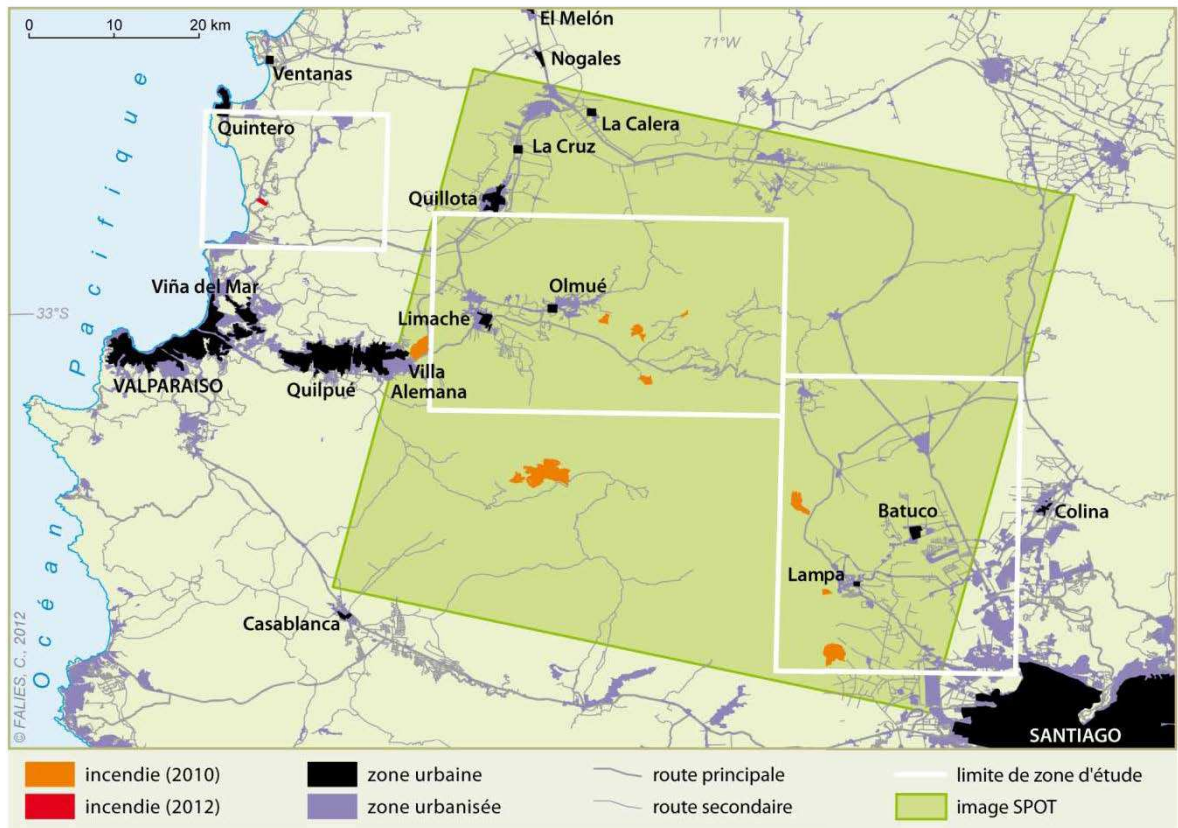 0 10 20 km
El Melón
71°W
Nogales
Ventanas
Quintero
La Calera
La Cruz
Quillota
Océan Pacifique
Viña del Mar
Olmué
33°S
Limache
VALPARAISO
Quilpué
Villa
Alemana
Batuco
Colina
Lampa
Casablanca
SANTIAGO
© FALIES, C., 2012
incendie (2010)
zone urbaine
route principale
limite de zone d'étude
incendie (2012)
zone urbanisée
route secondaire
image SPOT